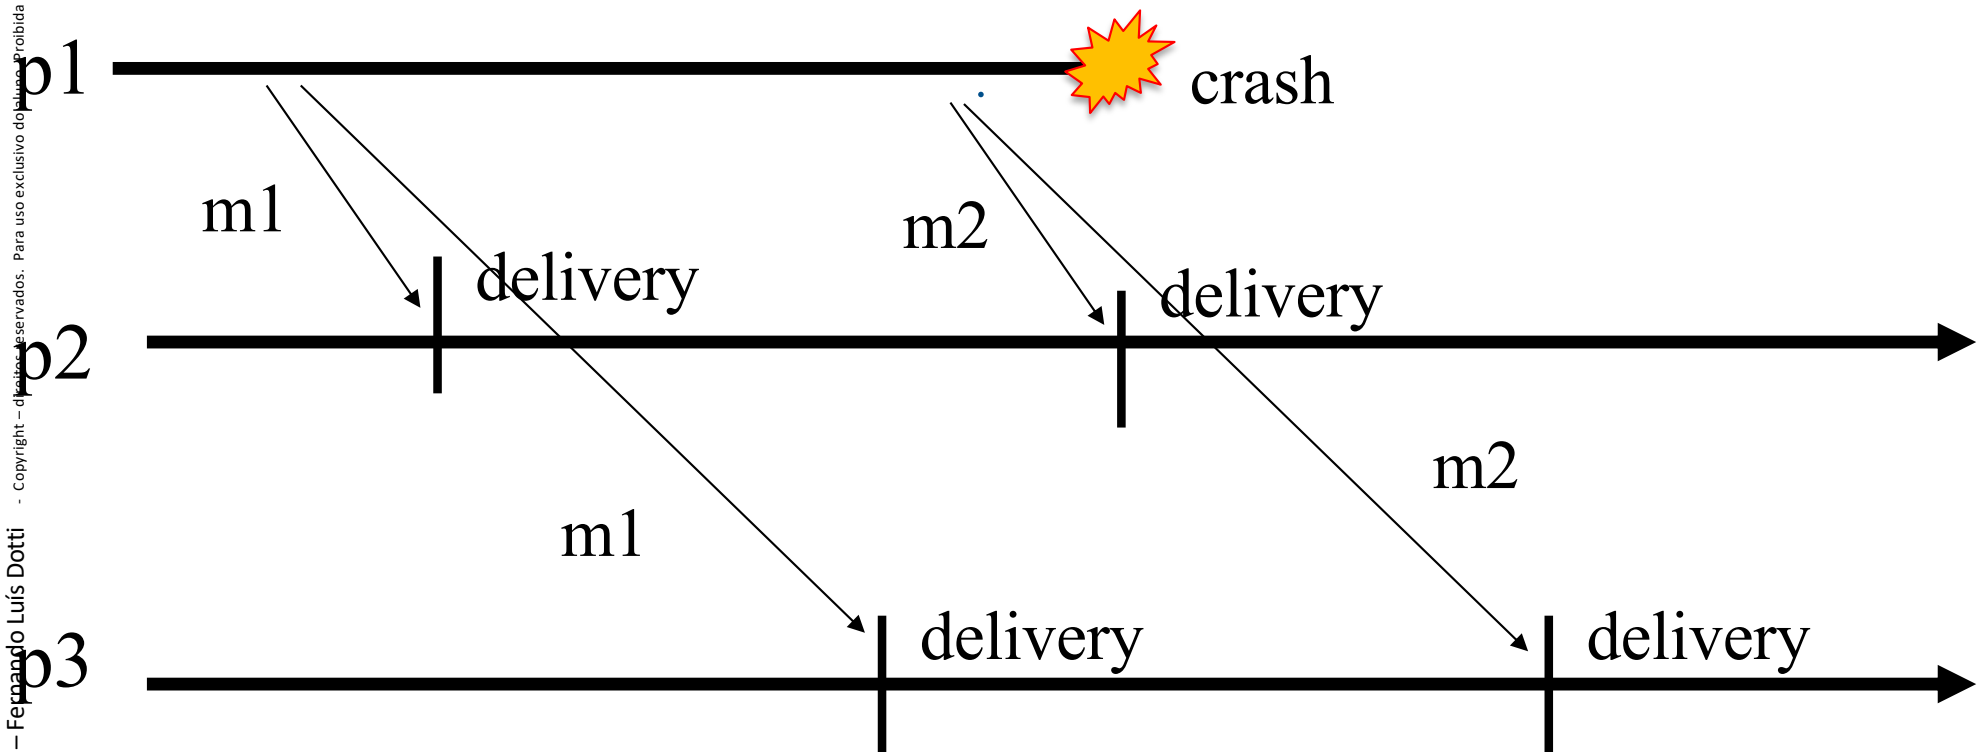 p1
crash
m1
m2
delivery
delivery
p2
m2
m1
delivery
delivery
p3
– Fernando Luís Dotti - Copyright – direitos reservados. Para uso exclusivo do aluno. Proibida